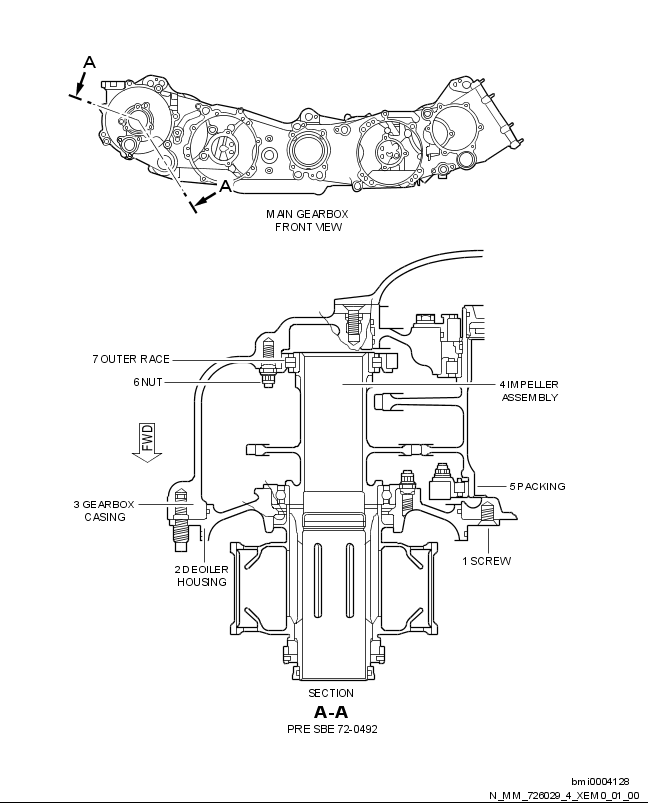 A
A
MAIN GEARBOX
FRONT VIEW
7 OUTER RACE
6 NUT
4 IMPELLER
ASSEMBLY
FWD
5 PACKING
3 GEARBOX
CASING
2 DEOILER
HOUSING
1 SCREW
SECTION
A-A
PRE SBE 72-0492
bmi0004128
N_MM_726029_4_XEM0_01_00